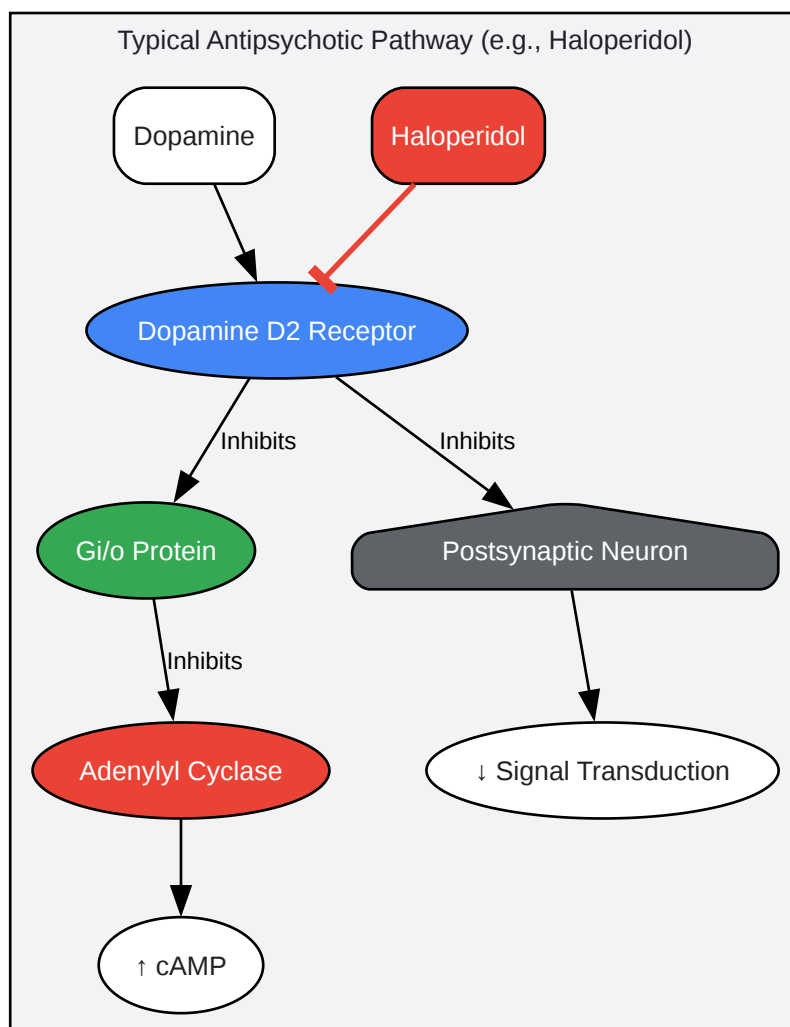 Typical Antipsychotic Pathway (e.g., Haloperidol)
Dopamine
Haloperidol
Dopamine D2 Receptor
Inhibits
Inhibits
Gi/o Protein
Postsynaptic Neuron
Inhibits
Adenylyl Cyclase
↓ Signal Transduction
↑ cAMP